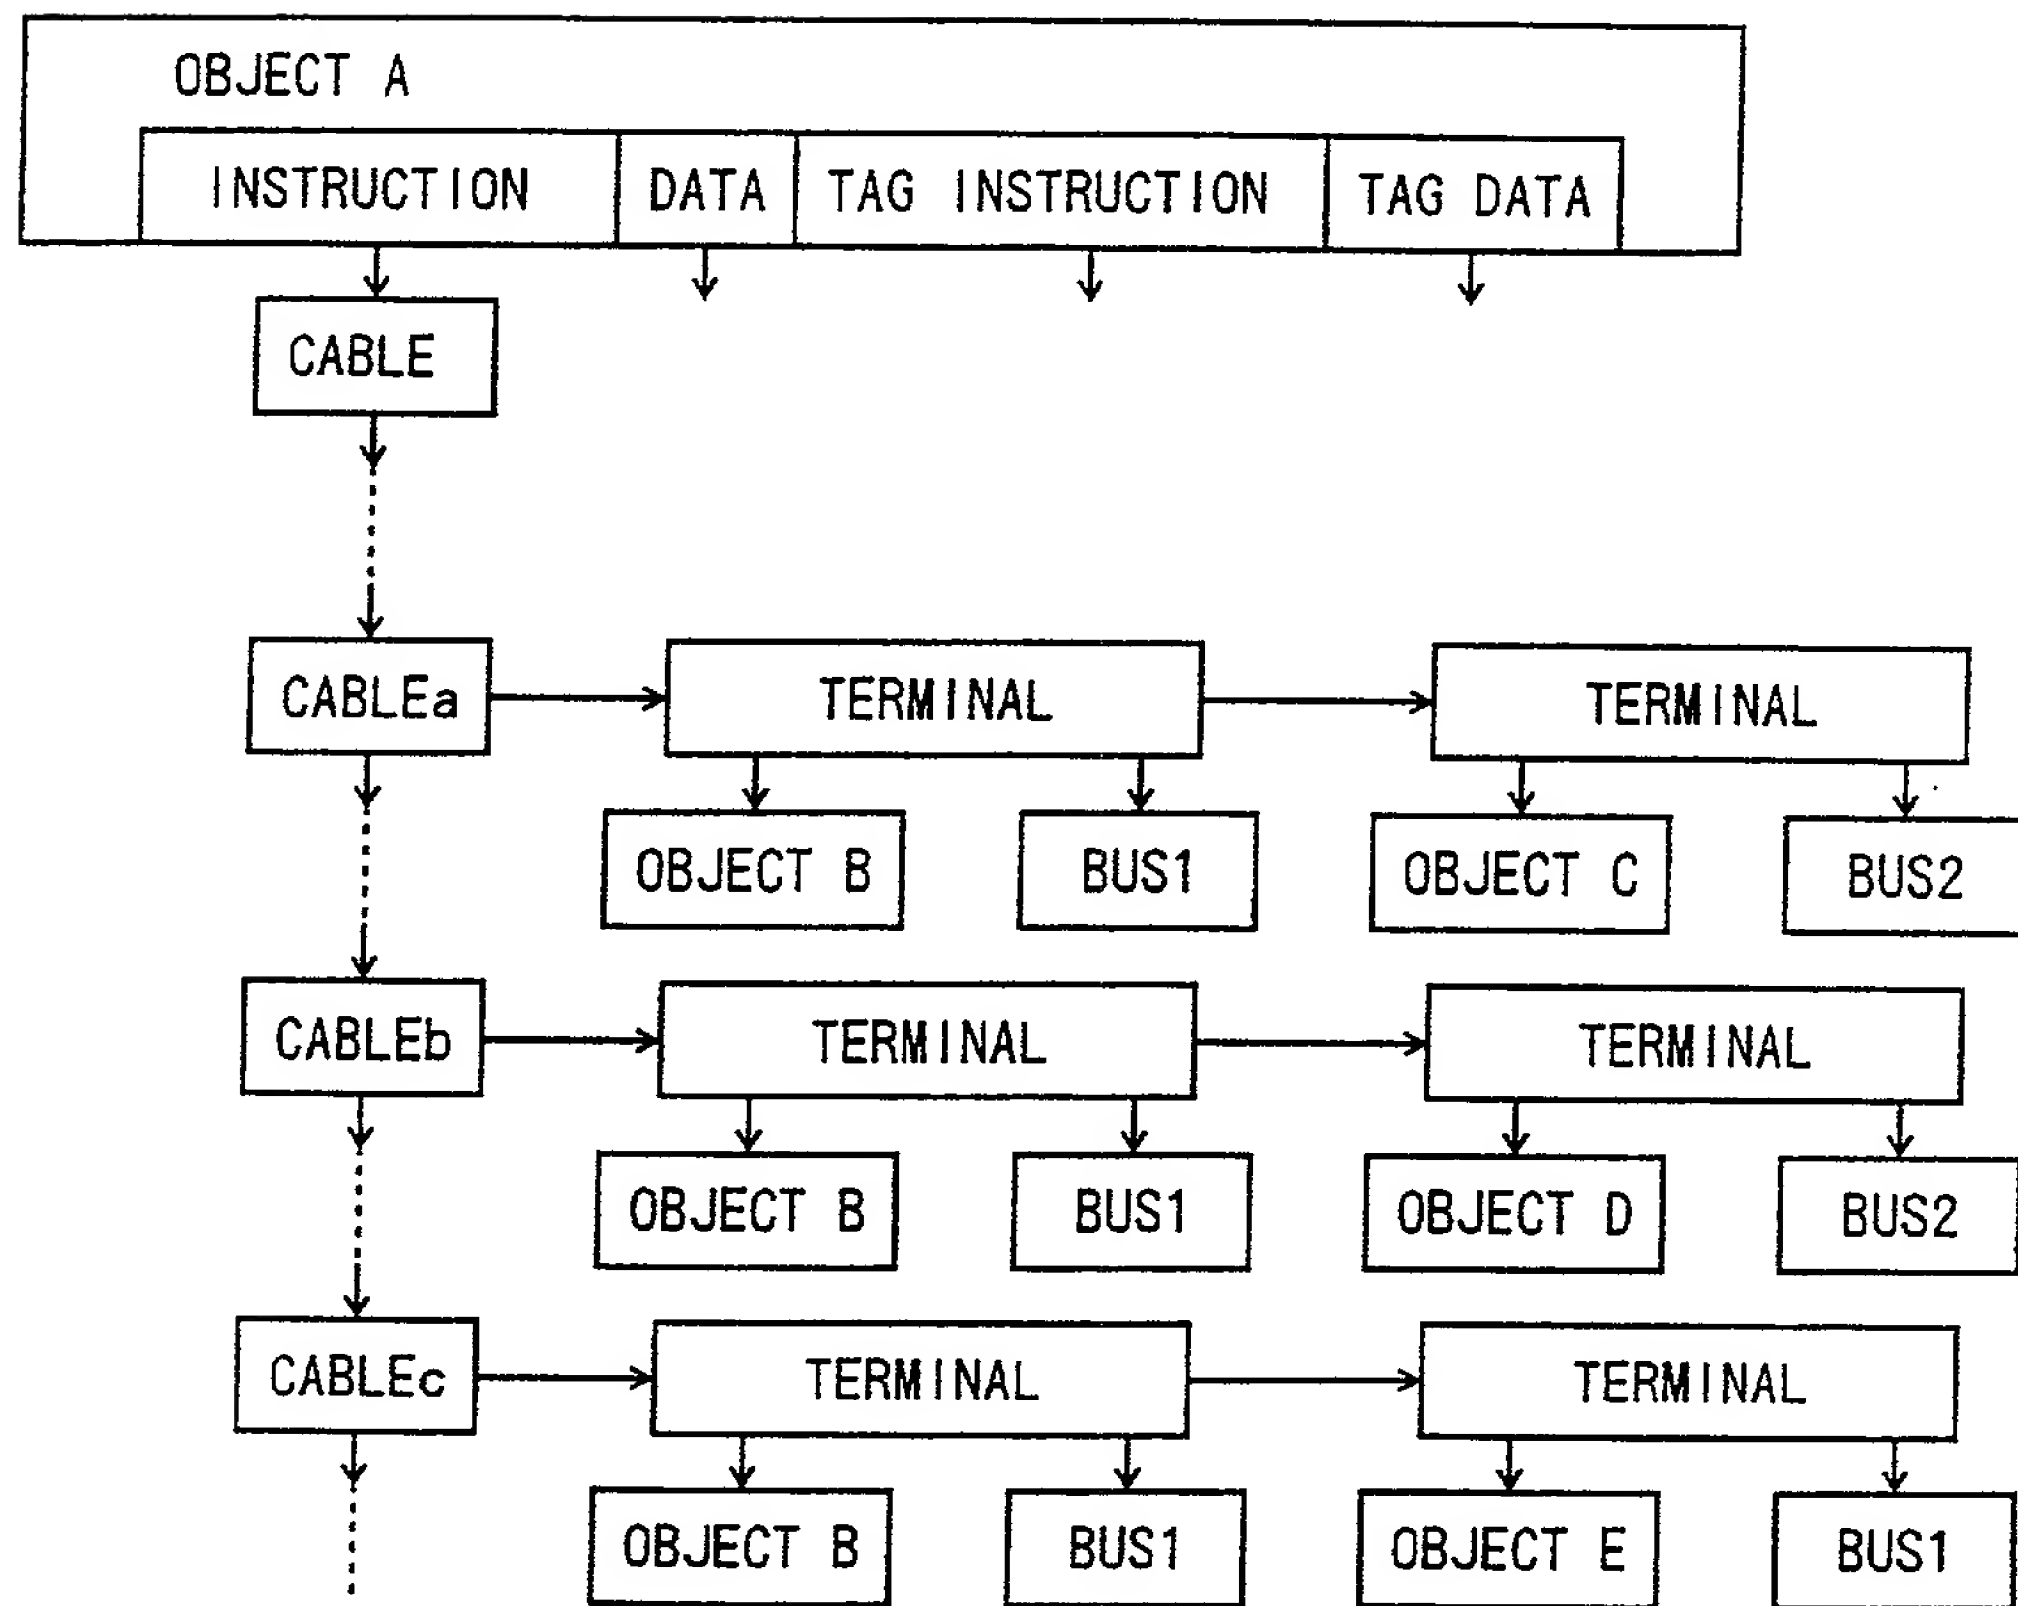 OBJECT A
INSTRUCTION DATA TAG INSTRUCTION TAG DATA
CABLE
CABLEa TERMINAL TERMINAL
OBJECT B BUS1 OBJECT C BUS2
CABLEb TERMINAL TERMINAL
OBJECT B BUS1 OBJECT D BUS2
CABLEc TERMINAL TERMINAL
OBJECT B BUS1 OBJECT E BUS1